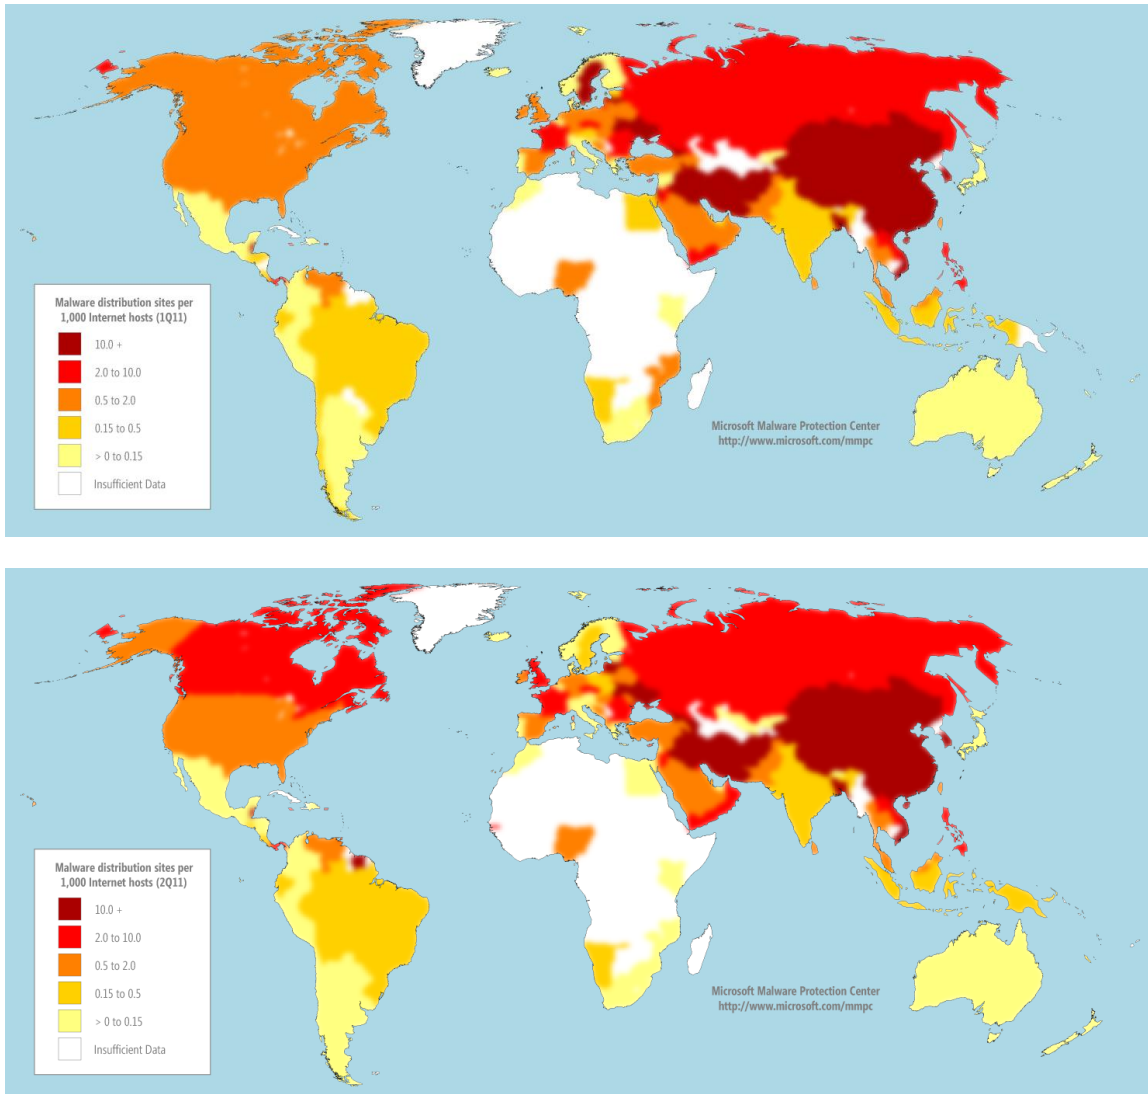 Malware distribution sites per
1,000 Internet hosts (1Q11)
10.0 +
2.0 to 10.0
0.5 to 2.0
0.15 to 0.5
> 0 to 0.15
Insufficient Data
Microsoft Malware Protection Center
http://www.microsoft.com/mmpc
Malware distribution sites per
1,000 Internet hosts (2Q11)
10.0 +
2.0 to 10.0
0.5 to 2.0
0.15 to 0.5
> 0 to 0.15
Insufficient Data
Microsoft Malware Protection Center
http://www.microsoft.com/mmpc